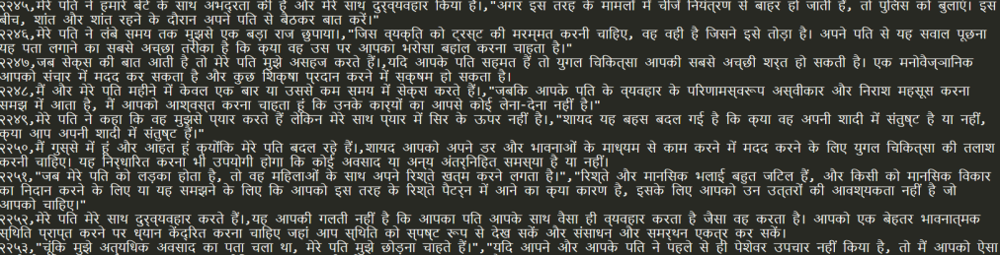 २२४५,मेरे पति ने हमारे बेटे के साथ अभद्रता की है और मेरे साथ दुर्व्यवहार किया है।,"अगर इस तरह के मामलों में चीजें नियंत्रण से बाहर हो जाती हैं, तो पुलिस को बुलाएं। इस
बीच, शांत और शांत रहने के दौरान अपने पति से बैठकर बात करें।"
२२४६,मेरे पति ने लंबे समय तक मुझसे एक बड़ा राज छुपाया।,"जिस व्यक्ति को ट्रस्ट की मरम्मत करनी चाहिए, वह वही है जिसने इसे तोड़ा है। अपने पति से यह सवाल पूछना
यह पता लगाने का सबसे अच्छा तरीका है कि क्या वह उस पर आपका भरोसा बहाल करना चाहता है।"
२२४७,जब सेक्स की बात आती है तो मेरे पति मुझे असहज करते हैं।,यदि आपके पति सहमत हैं तो युगल चिकित्सा आपकी सबसे अच्छी शर्त हो सकती है। एक मनोवैज्ञानिक
आपको संचार में मदद कर सकता है और कुछ शिक्षा प्रदान करने में सक्षम हो सकता है।
२२४८,मैं और मेरे पति महीने में केवल एक बार या उससे कम समय में सेक्स करते हैं।,"जबकि आपके पति के व्यवहार के परिणामस्वरूप अस्वीकार और निराश महसूस करना
समझ में आता है, मैं आपको आश्वस्त करना चाहता हूं कि उनके कार्यों का आपसे कोई लेना-देना नहीं है।"
२२४९,मेरे पति ने कहा कि वह मुझसे प्यार करते हैं लेकिन मेरे साथ प्यार में सिर के ऊपर नहीं है।,"शायद यह बहस बदल गई है कि क्या वह अपनी शादी में संतुष्ट है या नहीं,
क्या आप अपनी शादी में संतुष्ट हैं।"
२२५०,मैं गुस्से में हूं और आहत हूं क्योंकि मेरे पति बदल रहे हैं।,शायद आपको अपने डर और भावनाओं के माध्यम से काम करने में मदद करने के लिए युगल चिकित्सा की तलाश
करनी चाहिए। यह निर्धारित करना भी उपयोगी होगा कि कोई अवसाद या अन्य अंतर्निहित समस्या है या नहीं।
२२५१,"जब मेरे पति को लड़का होता है, तो वह महिलाओं के साथ अपने रिश्ते खत्म करने लगता है।","रिश्ते और मानसिक भलाई बहुत जटिल हैं, और किसी को मानसिक विकार
का निदान करने के लिए या यह समझने के लिए कि आपको इस तरह के रिश्ते पैटर्न में आने का क्या कारण है, इसके लिए आपको उन उत्तरों की आवश्यकता नहीं है जो
आपको चाहिए।"
२२५२,मेरे पति मेरे साथ दुर्व्यवहार करते हैं।,यह आपकी गलती नहीं है कि आपका पति आपके साथ वैसा ही व्यवहार करता है जैसा वह करता है। आपको एक बेहतर भावनात्मक
स्थिति प्राप्त करने पर ध्यान केंद्रित करना चाहिए जहां आप स्थिति को स्पष्ट रूप से देख सकें और संसाधन और समर्थन एकत्र कर सकें।
२२५३,"चूंकि मुझे अत्यधिक अवसाद का पता चला था, मेरे पति मुझे छोड़ना चाहते हैं।","यदि आपने और आपके पति ने पहले से ही पेशेवर उपचार नहीं किया है, तो मैं आपको ऐसा